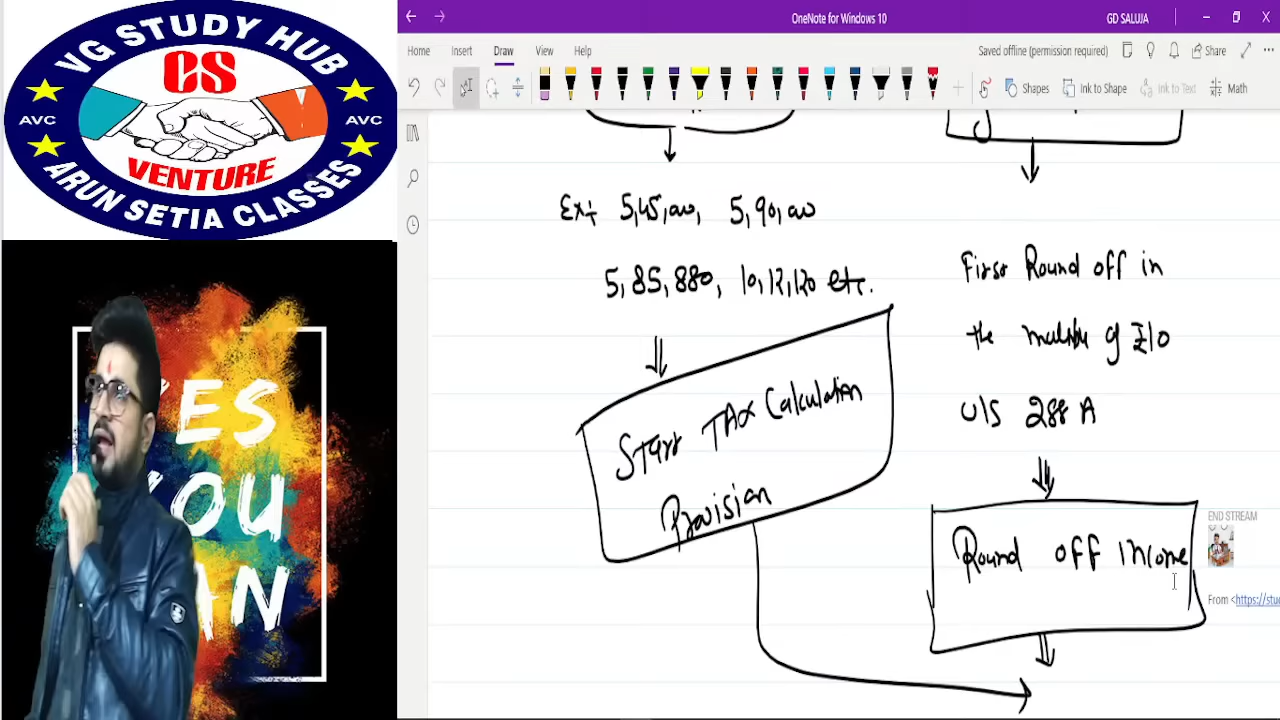 VG STUDY HUB
CS
AVC
AVC
VENTURE
ARUN SETIA CLASSES
YES
YOU
AN
OneNote for Windows 10
GD SALUJA
Home
Insert
Draw
View
Help
Saved offline (permission required)
Share
Shapes
Ink to Shape
Ink to Text
Math
Ex:
5,45,000, 5,90,000
5,85,880, 10,12,120 etc.
Start TAX Calculation
Provision
First Round off in
the multiple of ₹10
U/S 288 A
Round off income
END STREAM
From <https://stu